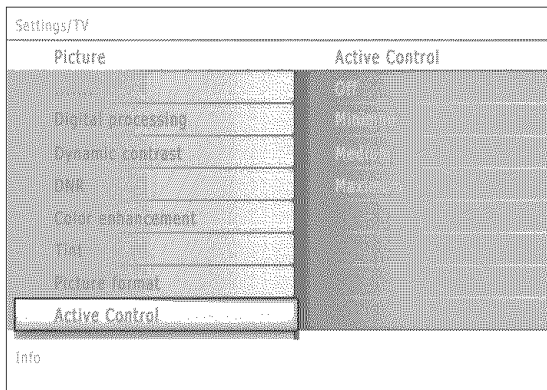 Settings/TV
Picture
Active Control
......
Digital processing
Dynamic contrast
DNR
Color enhancement
Tint
Picture format
Active Control
Off
Minimum
Medium
Maximum
Info